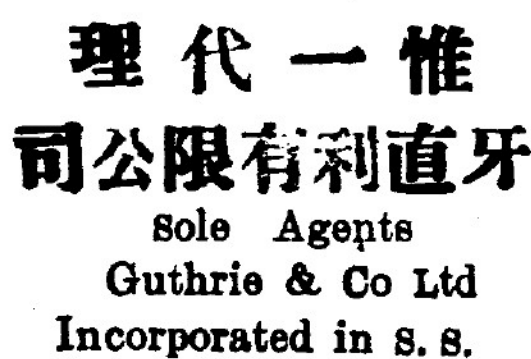 惟一代理
牙直利有限公司
Sole Agents
Guthrie & Co Ltd
Incorporated in S. S.